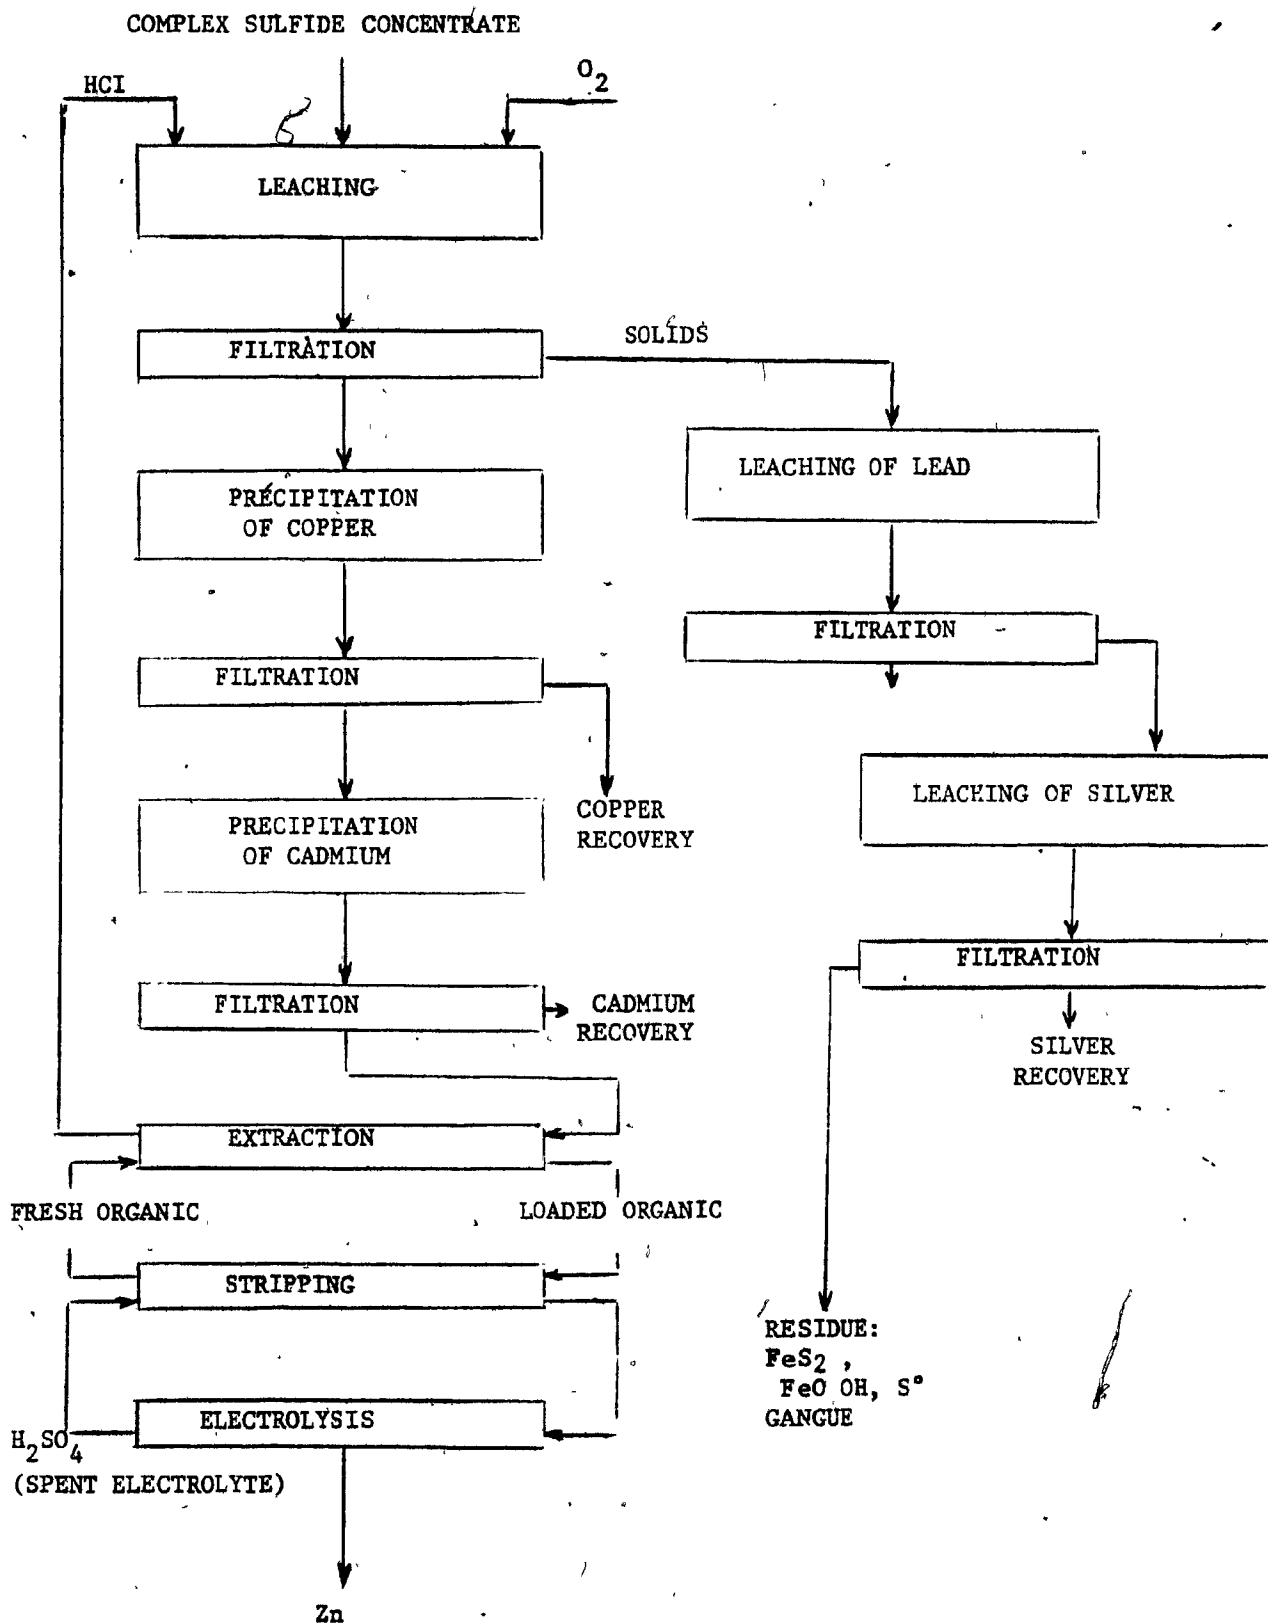 COMPLEX SULFIDE CONCENTRATE
HCI
O2
LEACHING
FILTRATION
SOLIDS
LEACHING OF LEAD
PRECIPITATION
OF COPPER
FILTRATION
FILTRATION
COPPER
RECOVERY
LEACHING OF SILVER
PRECIPITATION
OF CADMIUM
FILTRATION
FILTRATION
CADMIUM
RECOVERY
SILVER
RECOVERY
EXTRACTION
FRESH ORGANIC
LOADED ORGANIC
STRIPPING
RESIDUE:
FeS2 ,
FeO OH, S°
GANGUE
ELECTROLYSIS
H2SO4
(SPENT ELECTROLYTE)
Zn